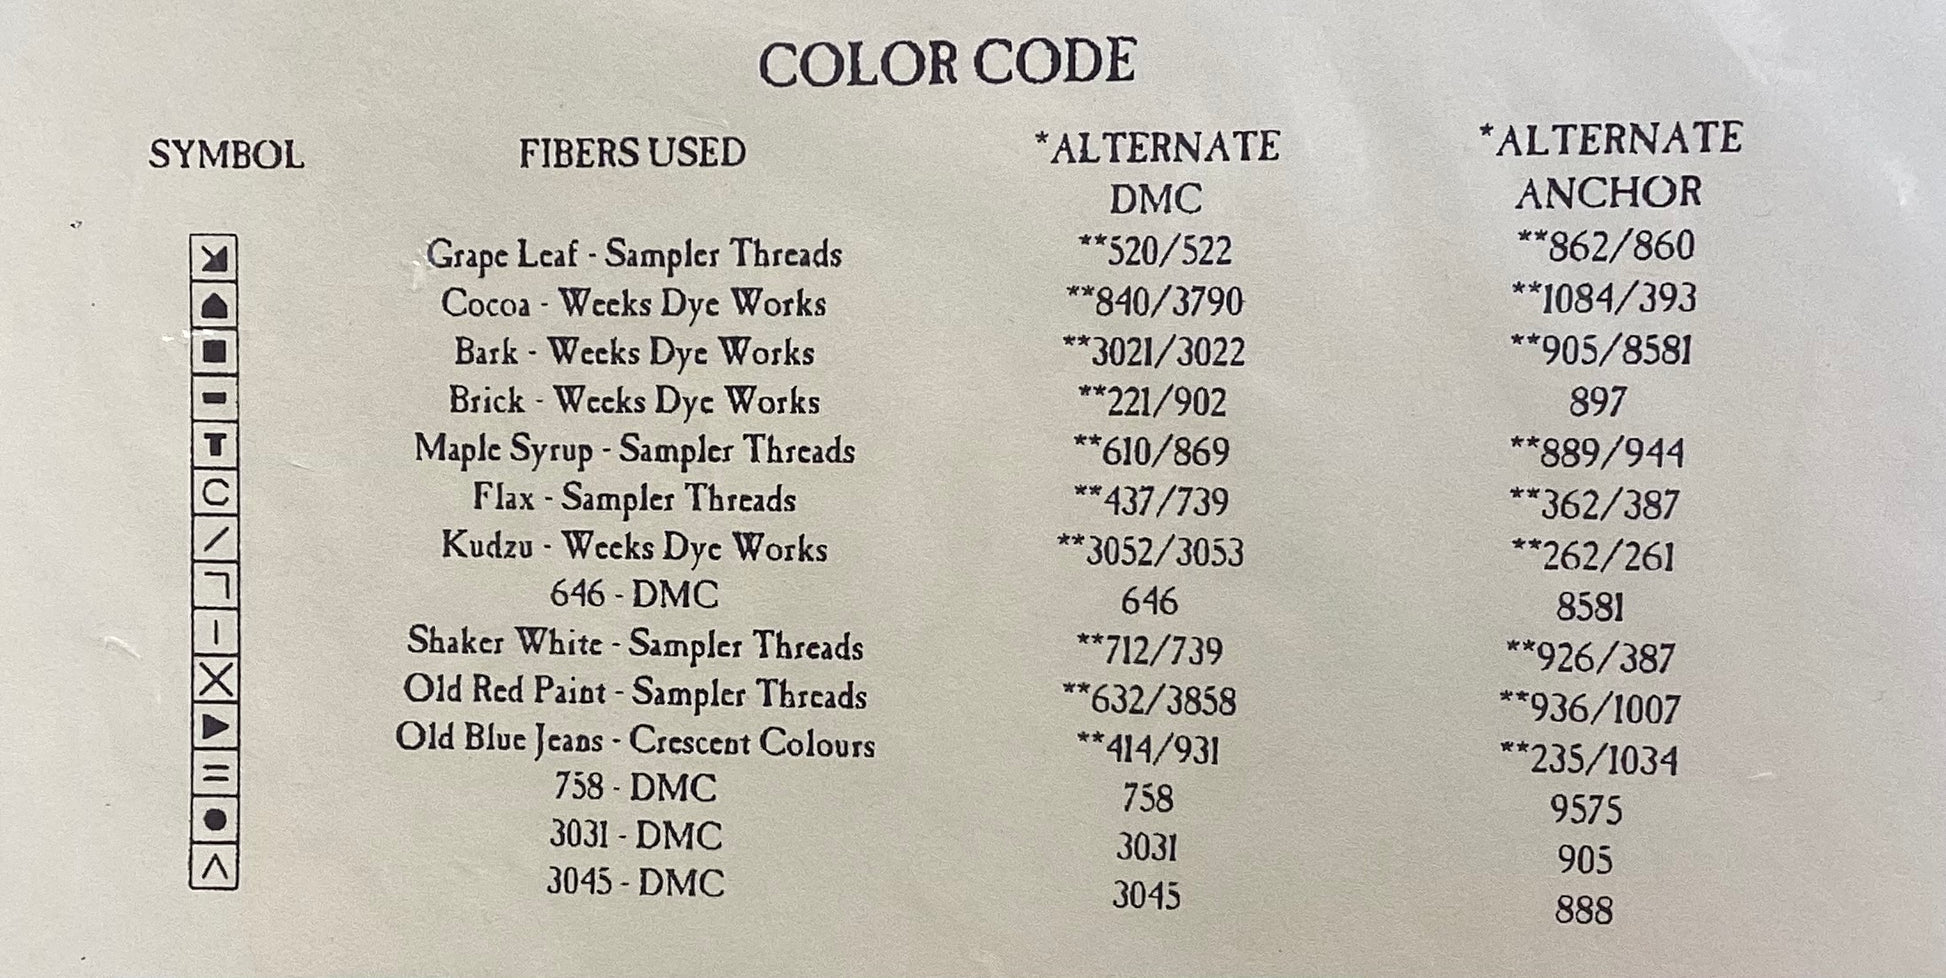 COLOR CODE
SYMBOL FIBERS USED *ALTERNATE DMC *ALTERNATE ANCHOR
Grape Leaf - Sampler Threads **520/522 **862/860
Cocoa - Weeks Dye Works **840/3790 **1084/393
Bark - Weeks Dye Works **3021/3022 **905/8581
Brick - Weeks Dye Works **221/902 897
T Maple Syrup - Sampler Threads **610/869 **889/944
C Flax - Sampler Threads **437/739 **362/387
/ Kudzu - Weeks Dye Works **3052/3053 **262/261
646 - DMC 646 8581
| Shaker White - Sampler Threads **712/739 **926/387
X Old Red Paint - Sampler Threads **632/3858 **936/1007
Old Blue Jeans - Crescent Colours **414/931 **235/1034
= 758 - DMC 758 9575
● 3031 - DMC 3031 905
^ 3045 - DMC 3045 888